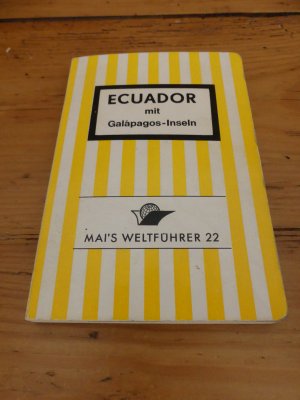 ECUADOR
mit
Galápagos-Inseln
MAI'S WELTFÜHRER 22